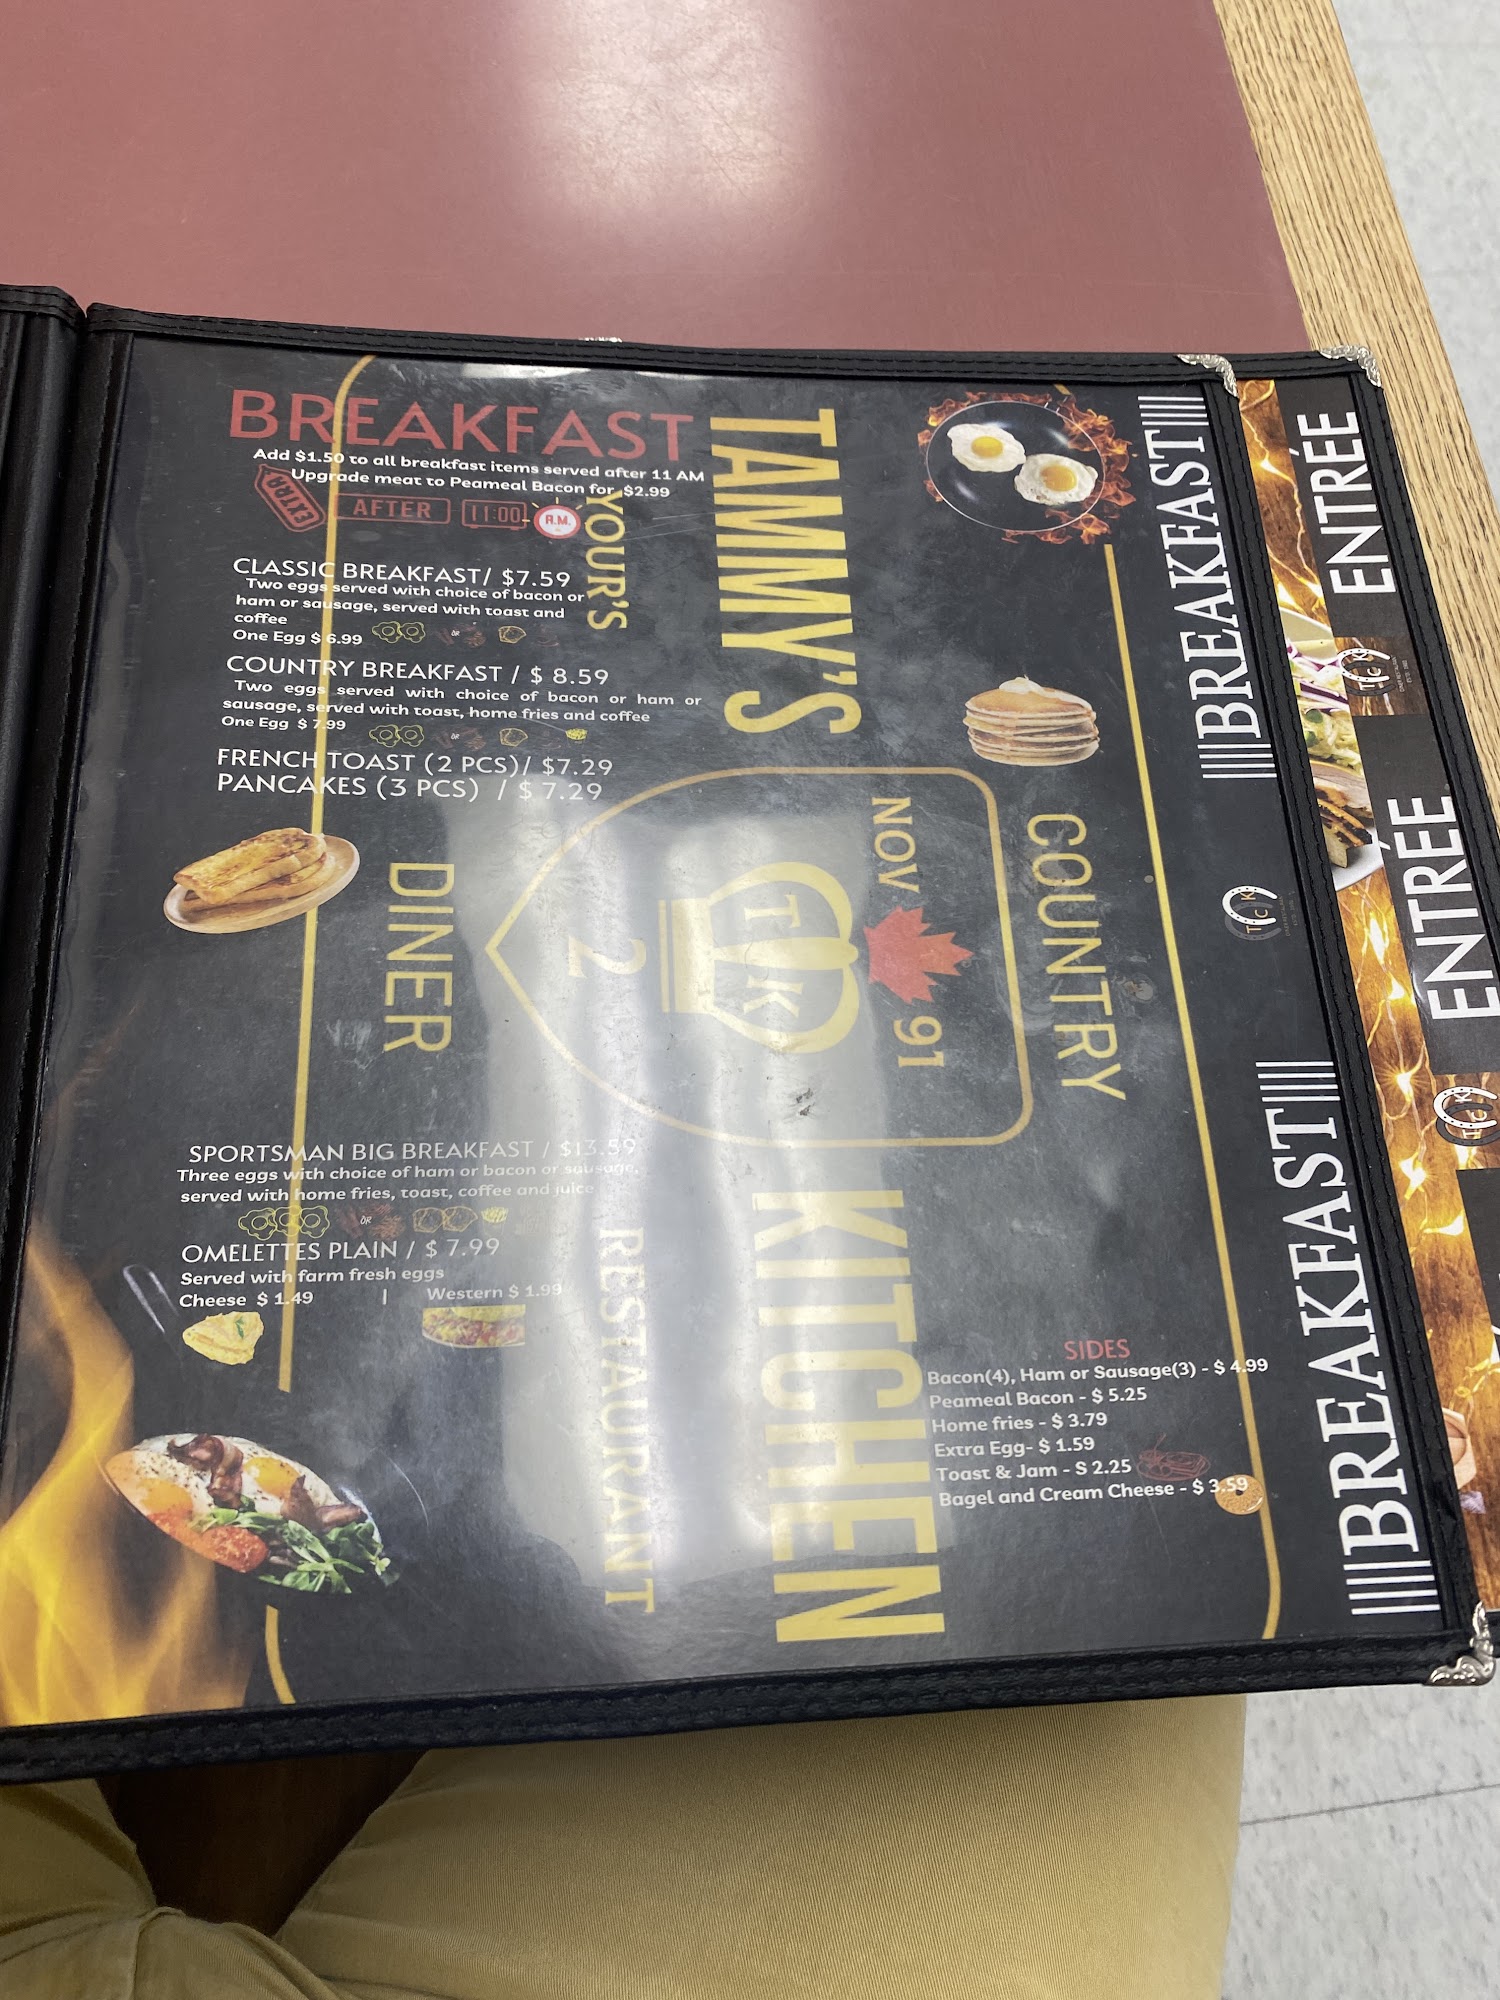 BREAKFAST
Add $1.50 to all breakfast items served after 11 AM
Upgrade meat to Peameal Bacon for $2.99
EXTRA
AFTER
11:00
A.M.
CLASSIC BREAKFAST/ $7.59
Two eggs served with choice of bacon or
ham or sausage, served with toast and
coffee
One Egg $ 6.99
OR
COUNTRY BREAKFAST / $ 8.59
Two eggs served with choice of bacon or ham or
sausage, served with toast, home fries and coffee
One Egg $ 7.99
OR
FRENCH TOAST (2 PCS)/ $7.29
PANCAKES (3 PCS) / $ 7.29
SPORTSMAN BIG BREAKFAST / $13.59
Three eggs with choice of ham or bacon or sausage,
served with home fries, toast, coffee and juice
OR
OMELETTES PLAIN / $ 7.99
Served with farm fresh eggs
Cheese $ 1.49 | Western $ 1.99
SIDES
Bacon(4), Ham or Sausage(3) - $ 4.99
Peameal Bacon - $ 5.25
Home fries - $ 3.79
Extra Egg- $ 1.59
Toast & Jam - $ 2.25
Bagel and Cream Cheese - $ 3.59
COUNTRY
NOV 91
TAMMY'S KITCHEN
TK
2
YOUR'S RESTAURANT
DINER
BREAKFAST
TCK
BREAKFAST
ENTRÉE
TCK
ENTRÉE
TCK